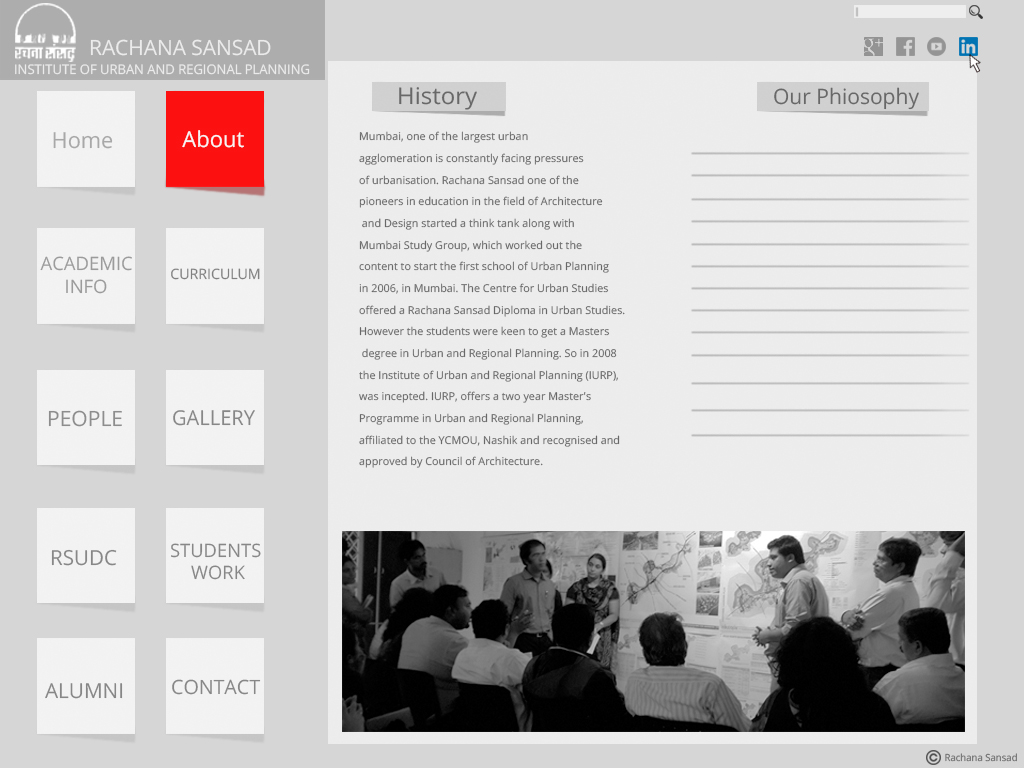 रचना संसद
RACHANA SANSAD
INSTITUTE OF URBAN AND REGIONAL PLANNING
Home
About
ACADEMIC
INFO
CURRICULUM
PEOPLE
GALLERY
RSUDC
STUDENTS
WORK
ALUMNI
CONTACT
g+
in
History
Mumbai, one of the largest urban
agglomeration is constantly facing pressures
of urbanisation. Rachana Sansad one of the
pioneers in education in the field of Architecture
and Design started a think tank along with
Mumbai Study Group, which worked out the
content to start the first school of Urban Planning
in 2006, in Mumbai. The Centre for Urban Studies
offered a Rachana Sansad Diploma in Urban Studies.
However the students were keen to get a Masters
degree in Urban and Regional Planning. So in 2008
the Institute of Urban and Regional Planning (IURP),
was incepted. IURP, offers a two year Master's
Programme in Urban and Regional Planning,
affiliated to the YCMOU, Nashik and recognised and
approved by Council of Architecture.
Our Phiosophy
© Rachana Sansad